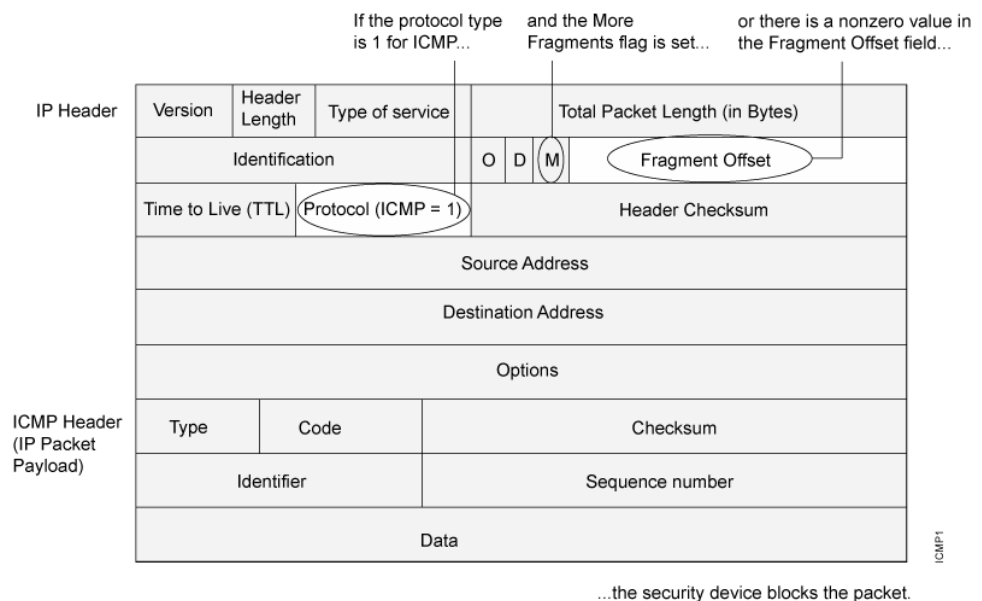 If the protocol type
is 1 for ICMP...
and the More
Fragments flag is set...
or there is a nonzero value in
the Fragment Offset field...
IP Header
Version
Header
Length
Type of service
Total Packet Length (in Bytes)
Identification
O
D
M
Fragment Offset
Time to Live (TTL)
Protocol (ICMP = 1)
Header Checksum
Source Address
Destination Address
Options
ICMP Header
(IP Packet
Payload)
Type
Code
Checksum
Identifier
Sequence number
Data
ICMP1
...the security device blocks the packet.